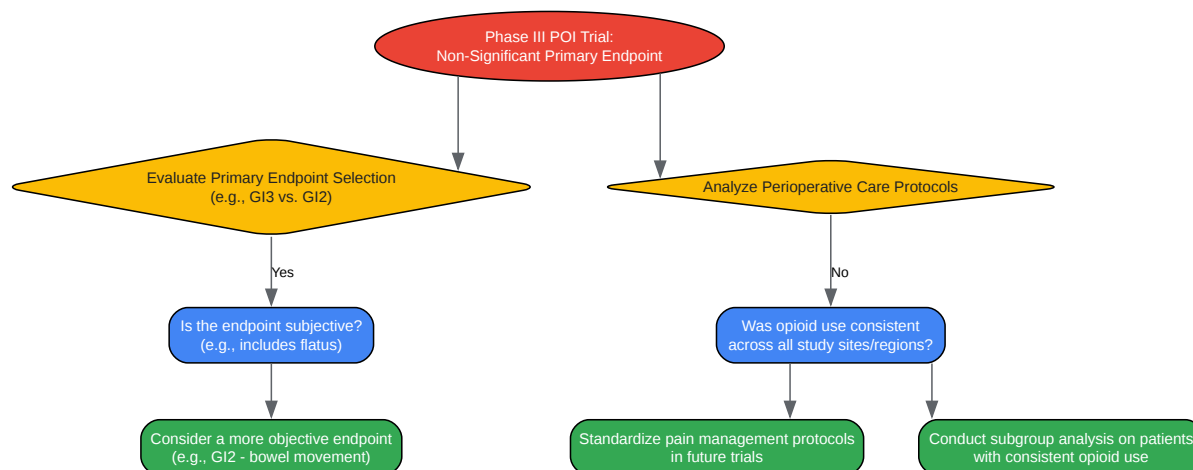 Phase III POI Trial:
Non-Significant Primary Endpoint
Evaluate Primary Endpoint Selection
(e.g., GI3 vs. GI2)
Analyze Perioperative Care Protocols
Yes
No
Is the endpoint subjective?
(e.g., includes flatus)
Was opioid use consistent
across all study sites/regions?
Consider a more objective endpoint
(e.g., GI2 - bowel movement)
Standardize pain management protocols
in future trials
Conduct subgroup analysis on patients
with consistent opioid use